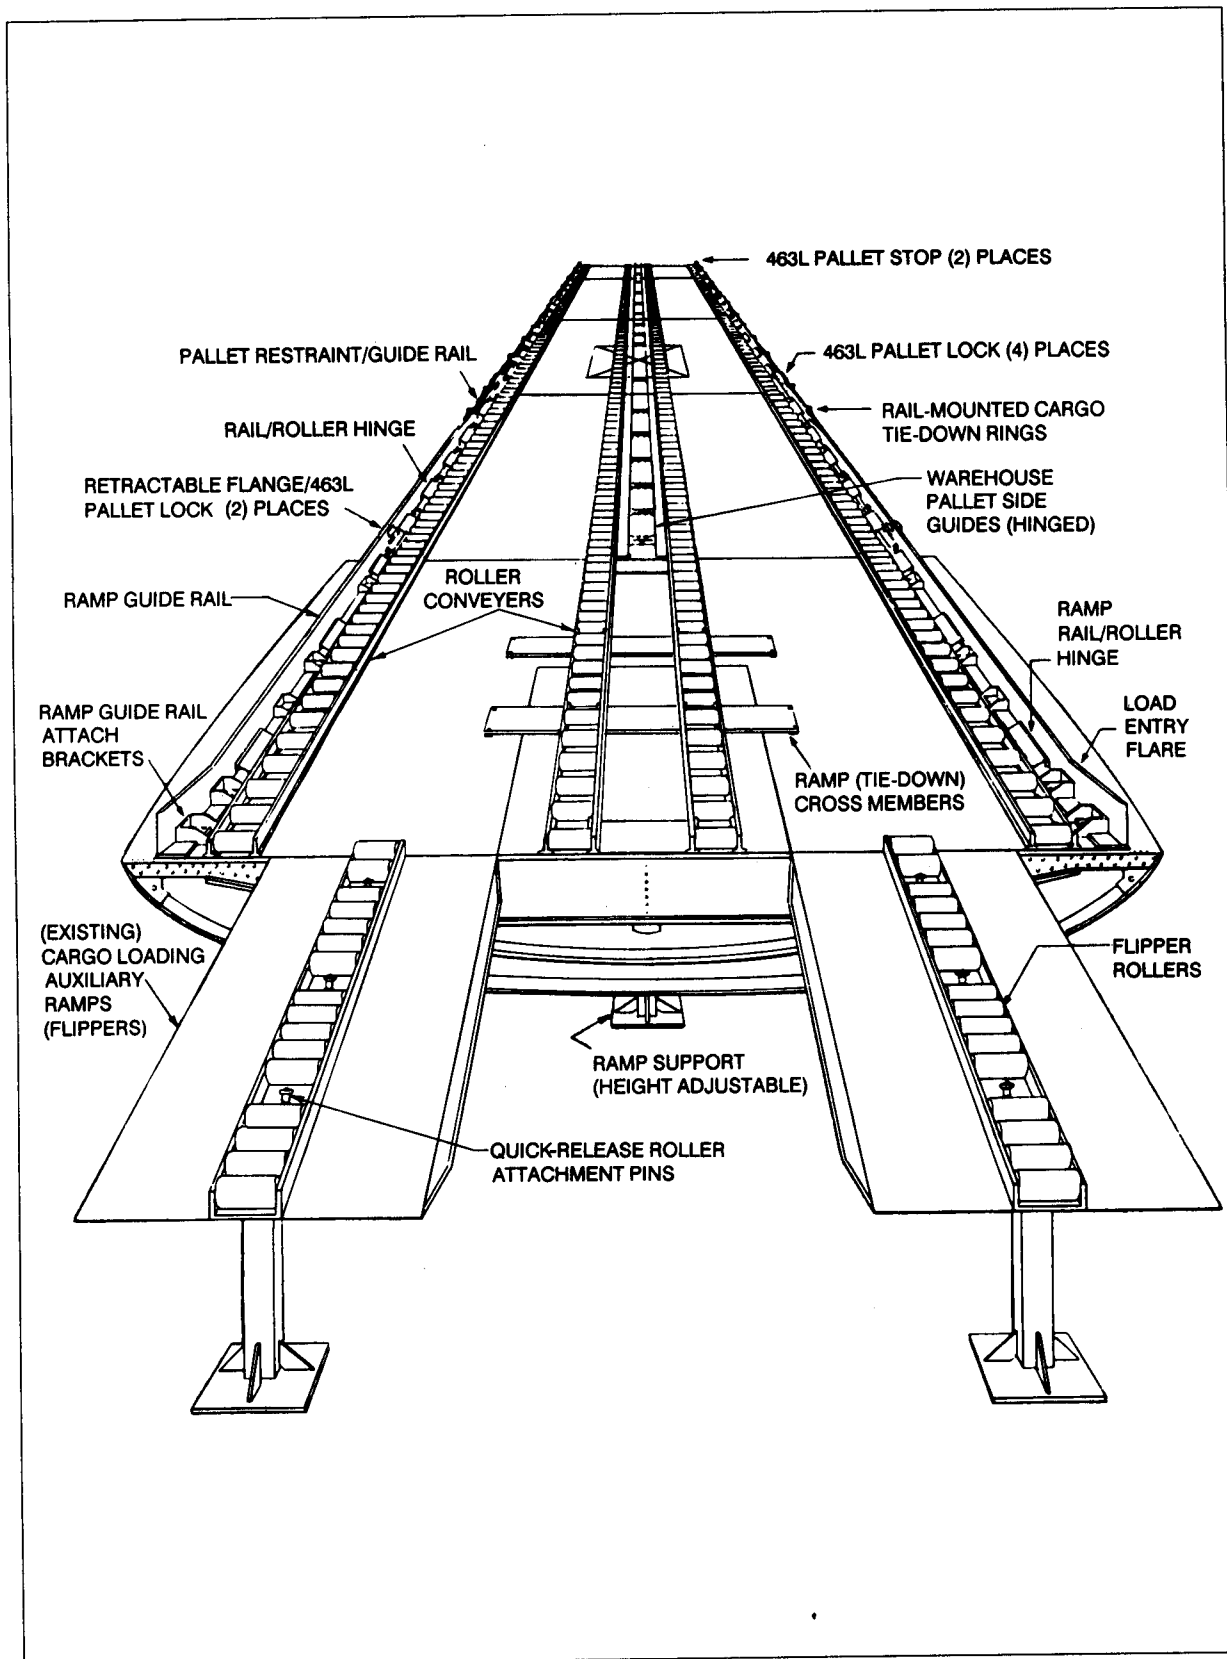 463L PALLET STOP (2) PLACES
PALLET RESTRAINT/GUIDE RAIL
463L PALLET LOCK (4) PLACES
RAIL/ROLLER HINGE
RAIL-MOUNTED CARGO
TIE-DOWN RINGS
RETRACTABLE FLANGE/463L
PALLET LOCK (2) PLACES
WAREHOUSE
PALLET SIDE
GUIDES (HINGED)
RAMP GUIDE RAIL
ROLLER
CONVEYERS
RAMP
RAIL/ROLLER
HINGE
RAMP GUIDE RAIL
ATTACH
BRACKETS
LOAD
ENTRY
FLARE
RAMP (TIE-DOWN)
CROSS MEMBERS
(EXISTING)
CARGO LOADING
AUXILIARY
RAMPS
(FLIPPERS)
FLIPPER
ROLLERS
RAMP SUPPORT
(HEIGHT ADJUSTABLE)
QUICK-RELEASE ROLLER
ATTACHMENT PINS